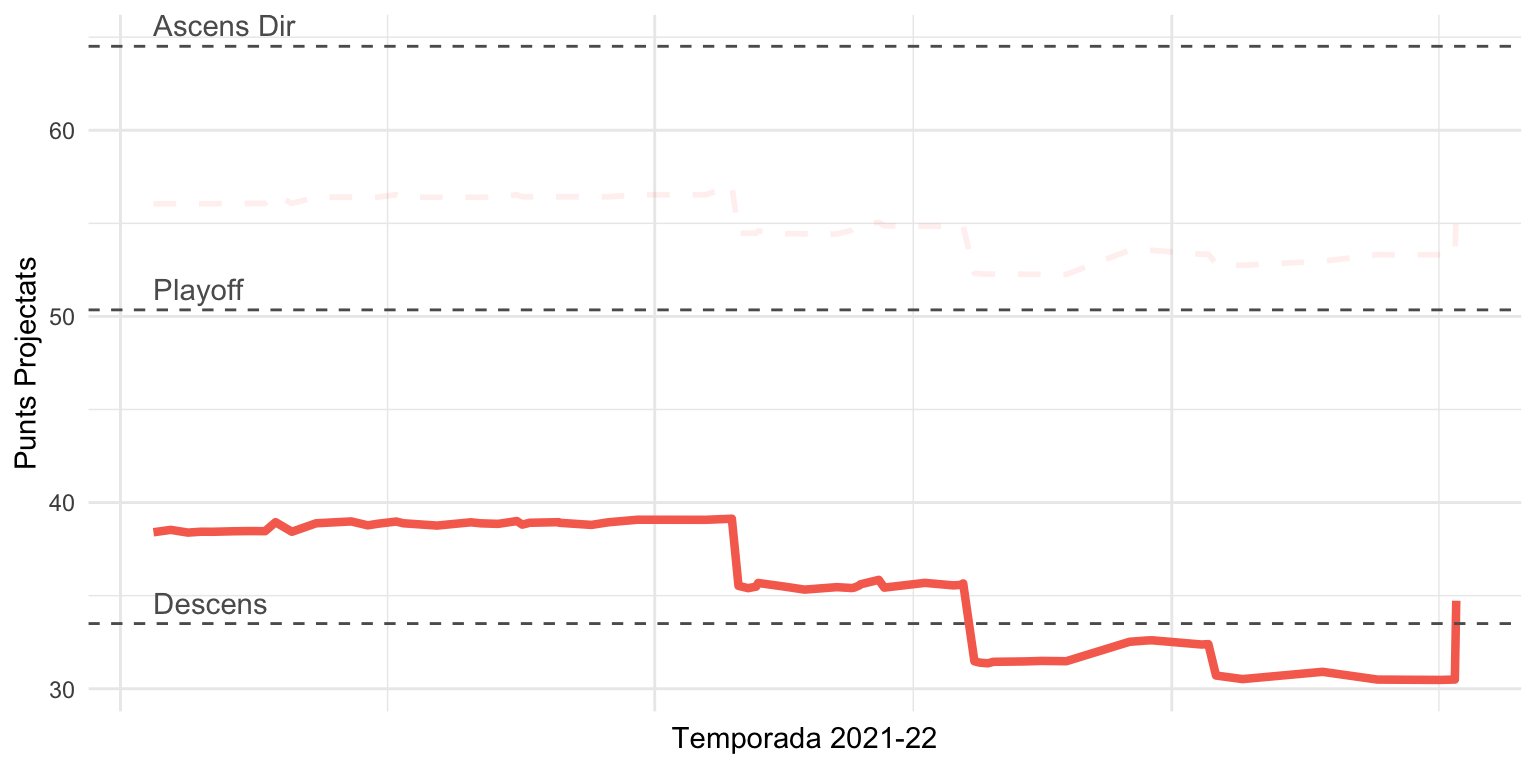 Ascens Dir
60
Playoff
50
40
Descens
30
Punts Projectats
Temporada 2021-22